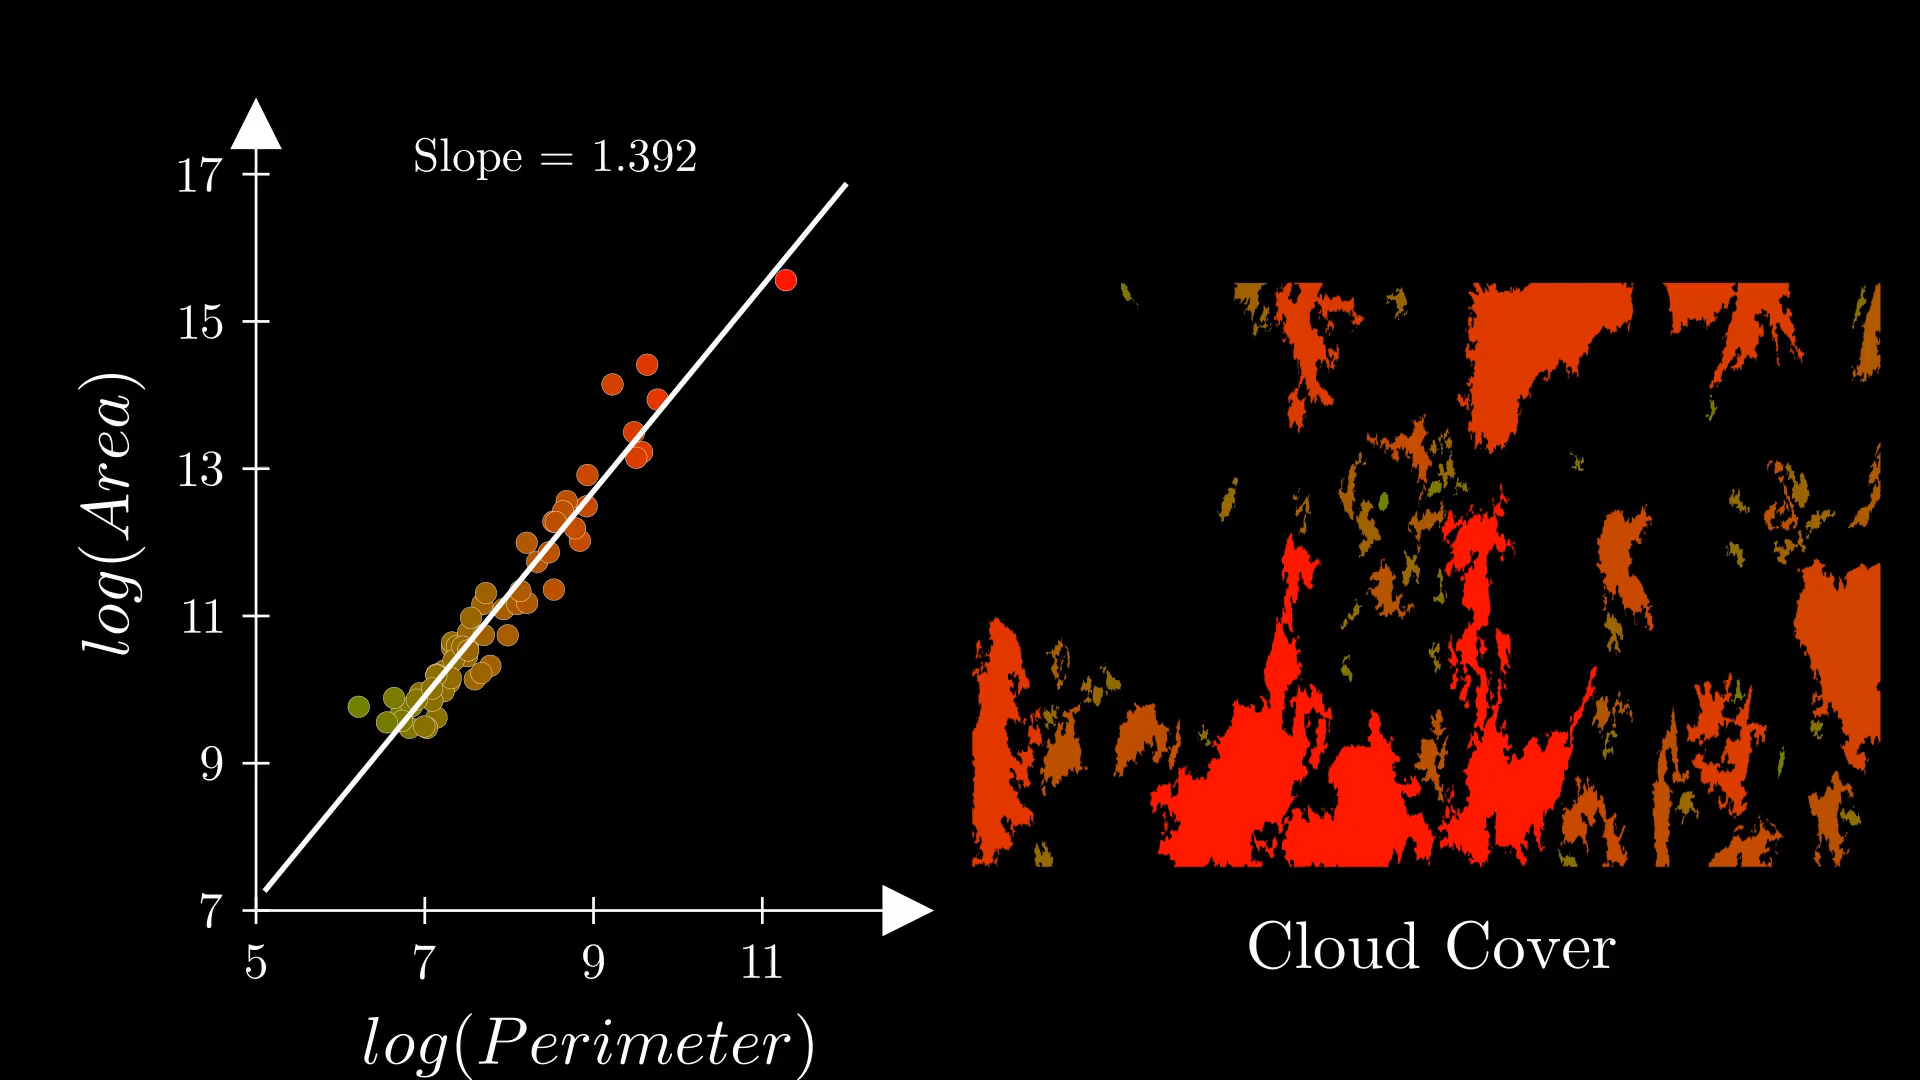 Slope = 1.392
17
15
13
11
9
7
5 7 9 11
log(Area)
log(Perimeter)
Cloud Cover